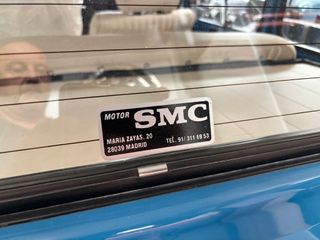 MOTOR SMC
MARIA ZAYAS, 20
28039 MADRID
TEL. 91/ 311 69 53